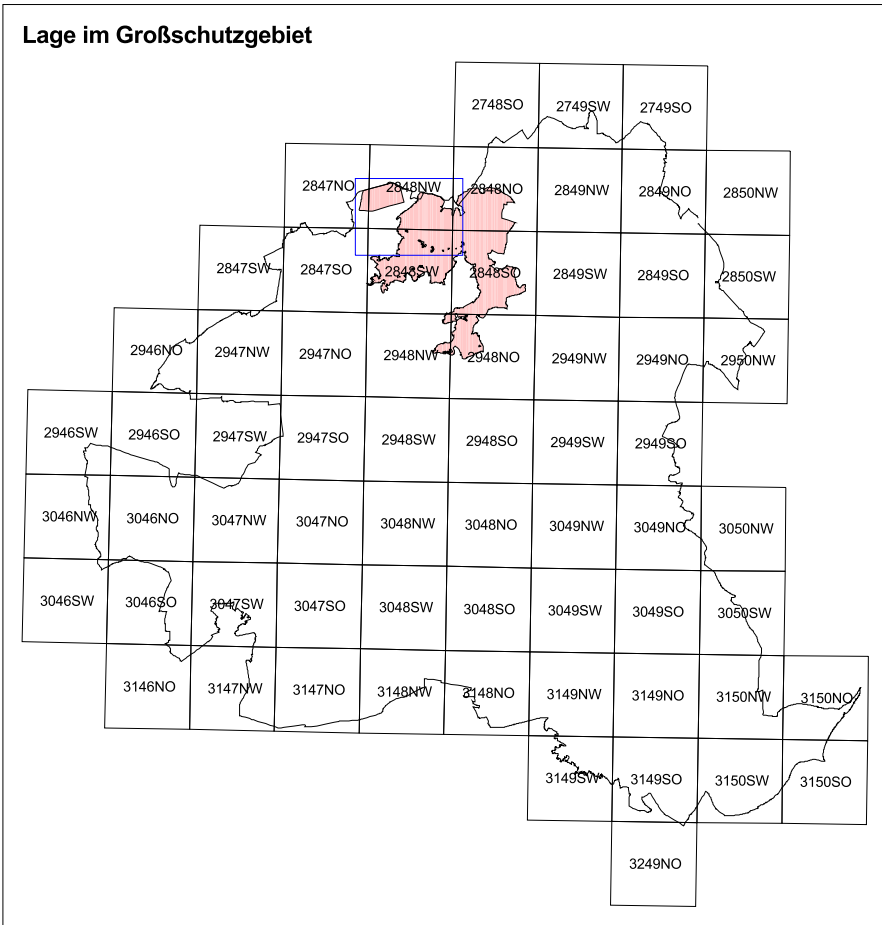 Lage im Großschutzgebiet
2748SO 2749SW 2749SO
2847NO 2848NW 2848NO 2849NW 2849NO 2850NW
2847SW 2847SO 2848SW 2848SO 2849SW 2849SO 2850SW
2946NO 2947NW 2947NO 2948NW 2948NO 2949NW 2949NO 2950NW
2946SW 2946SO 2947SW 2947SO 2948SW 2948SO 2949SW 2949SO
3046NW 3046NO 3047NW 3047NO 3048NW 3048NO 3049NW 3049NO 3050NW
3046SW 3046SO 3047SW 3047SO 3048SW 3048SO 3049SW 3049SO 3050SW
3146NO 3147NW 3147NO 3148NW 3148NO 3149NW 3149NO 3150NW 3150NO
3149SW 3149SO 3150SW 3150SO
3249NO